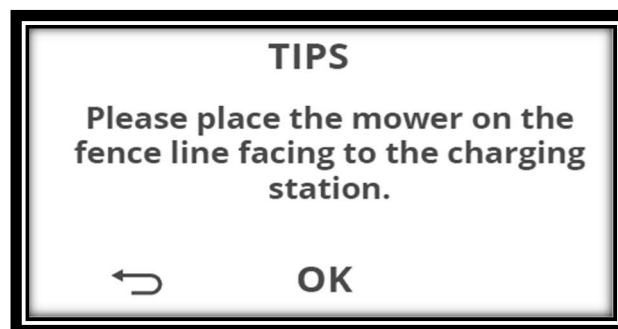 TIPS
Please place the mower on the
fence line facing to the charging
station.
OK